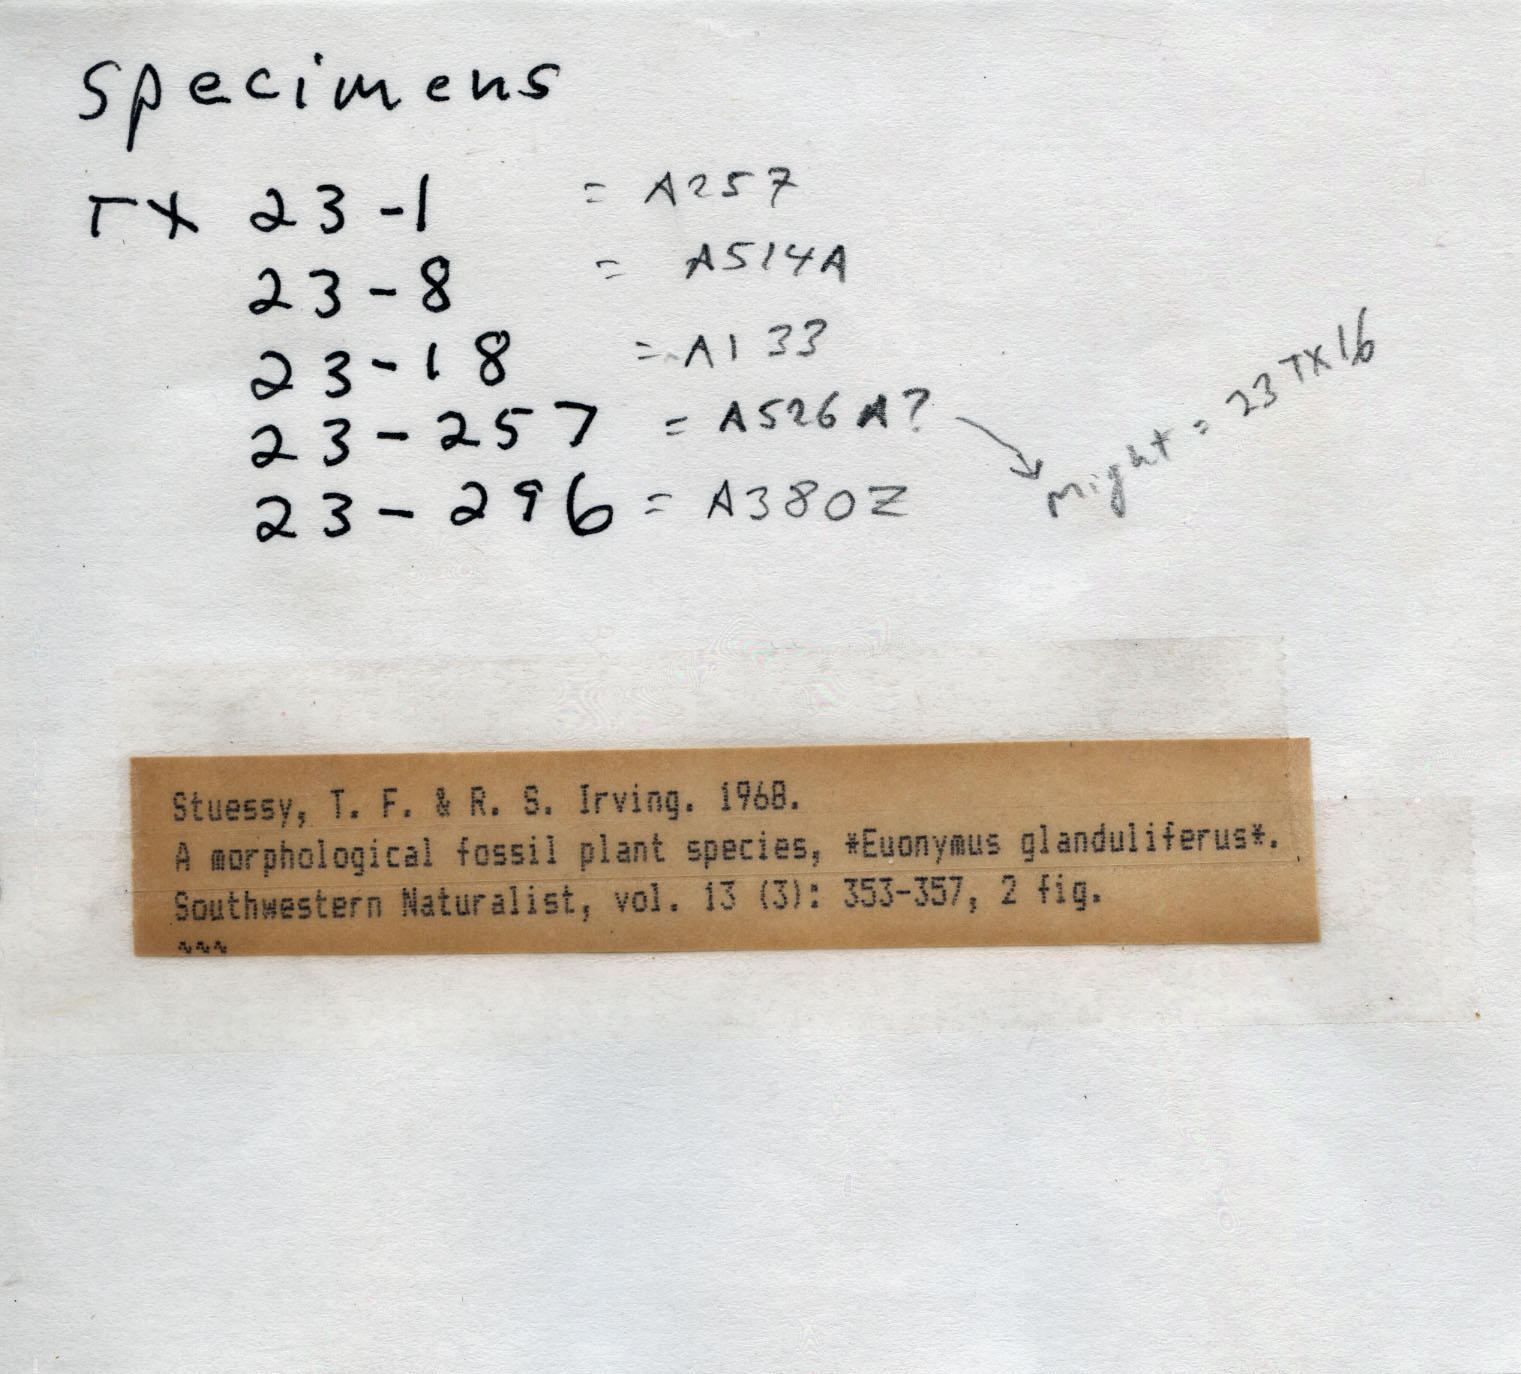 Specimens
TX 23-1 = A257
23-8 = A514A
23-18 = A133
23-257 = A526A? might = 23TX16
23-296 = A380Z
Stuessy, T. F. & R. S. Irving. 1968.
A morphological fossil plant species, *Euonymus glanduliferus*.
Southwestern Naturalist, vol. 13 (3): 353-357, 2 fig.
~~~